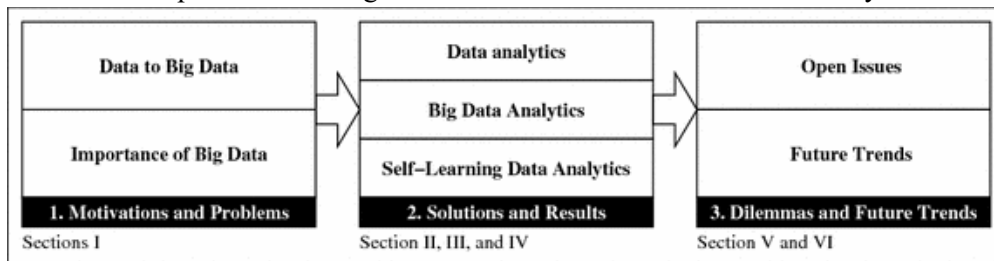 Data to Big Data
Importance of Big Data
1. Motivations and Problems
Sections I
Data analytics
Big Data Analytics
Self-Learning Data Analytics
2. Solutions and Results
Section II, III, and IV
Open Issues
Future Trends
3. Dilemmas and Future Trends
Section V and VI